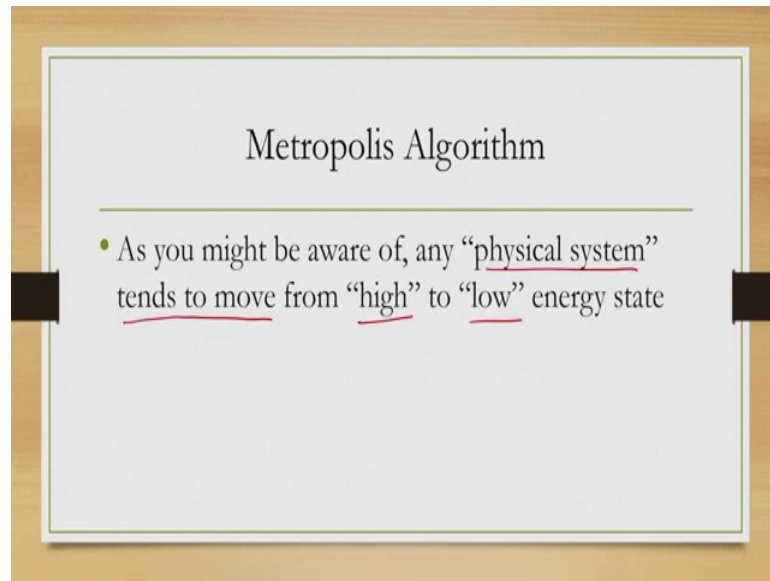 Metropolis Algorithm
• As you might be aware of, any “physical system”
tends to move from “high” to “low” energy state